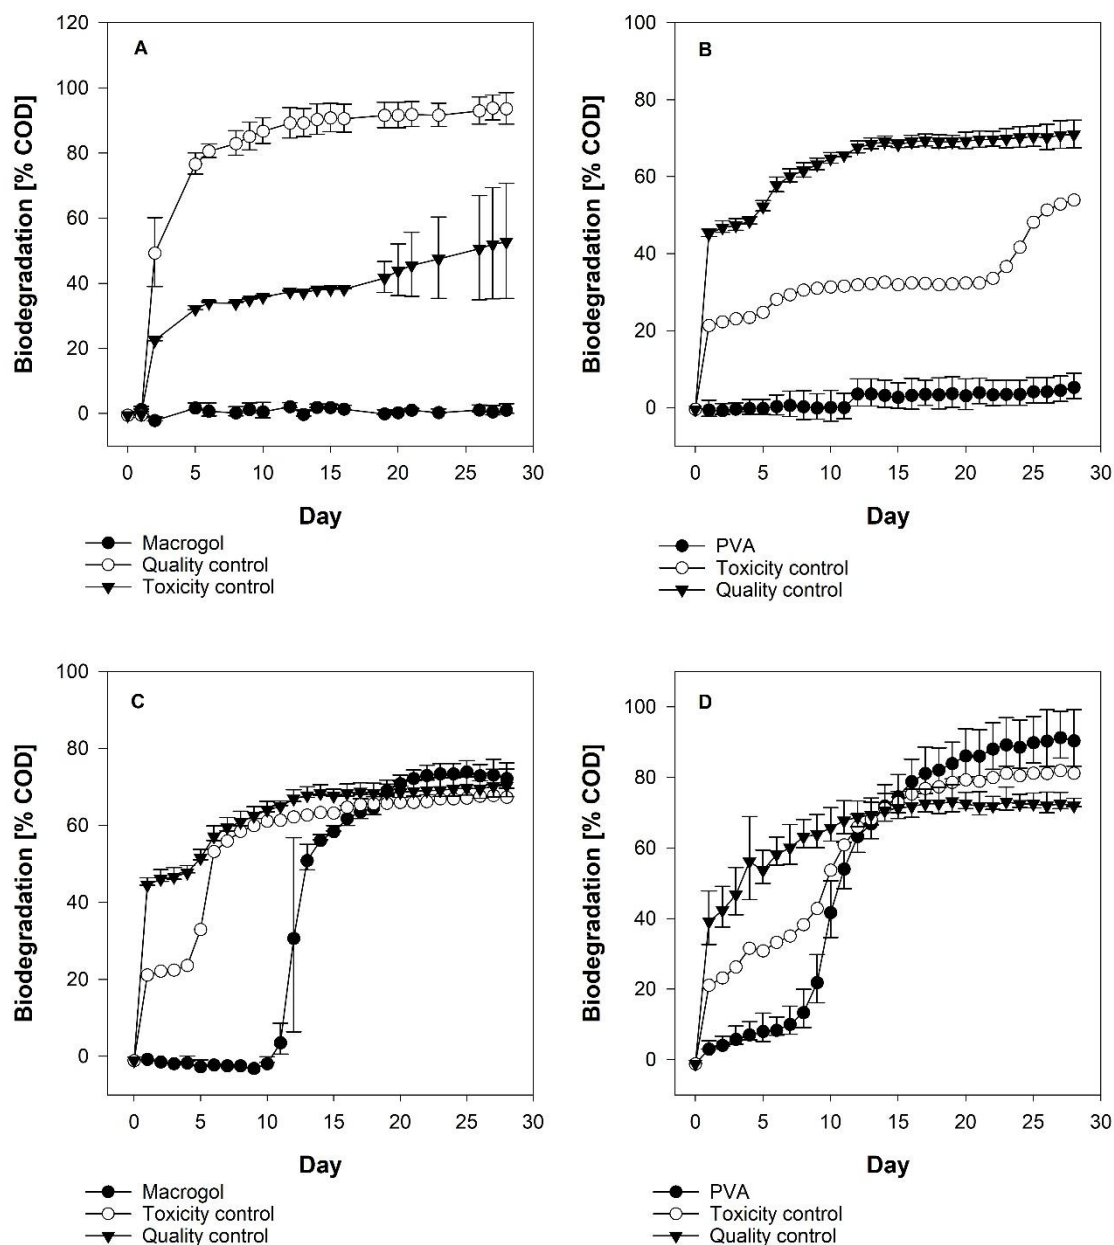 A
Biodegradation [% COD]
120
100
80
60
40
20
0
0 5 10 15 20 25 30
Day
Macrogol
Quality control
Toxicity control
B
Biodegradation [% COD]
100
80
60
40
20
0
0 5 10 15 20 25 30
Day
PVA
Toxicity control
Quality control
C
Biodegradation [% COD]
100
80
60
40
20
0
0 5 10 15 20 25 30
Day
Macrogol
Toxicity control
Quality control
D
Biodegradation [% COD]
100
80
60
40
20
0
0 5 10 15 20 25 30
Day
PVA
Toxicity control
Quality control